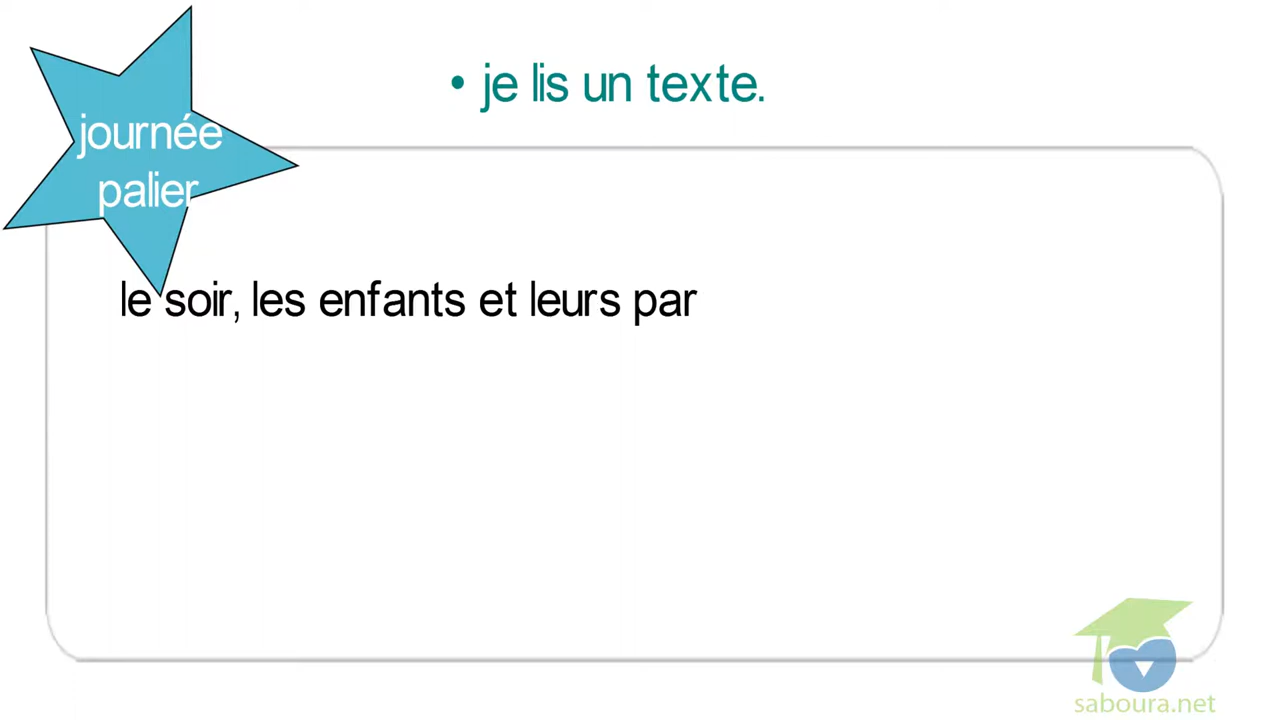 • je lis un texte.
journée
palier
le soir, les enfants et leurs par
saboura.net